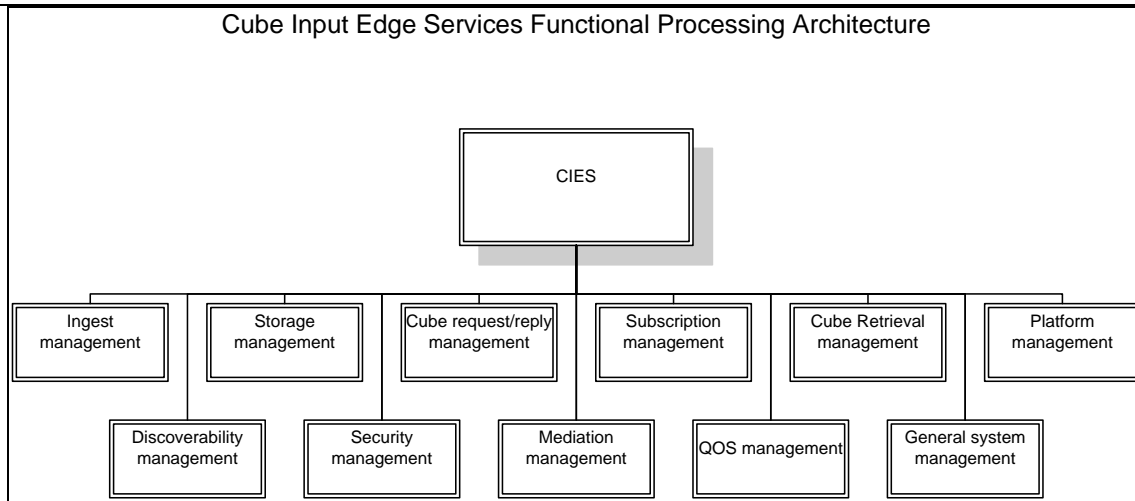 Cube Input Edge Services Functional Processing Architecture
CIES
Ingest
management
Storage
management
Cube request/reply
management
Subscription
management
Cube Retrieval
management
Platform
management
Discoverability
management
Security
management
Mediation
management
QOS management
General system
management